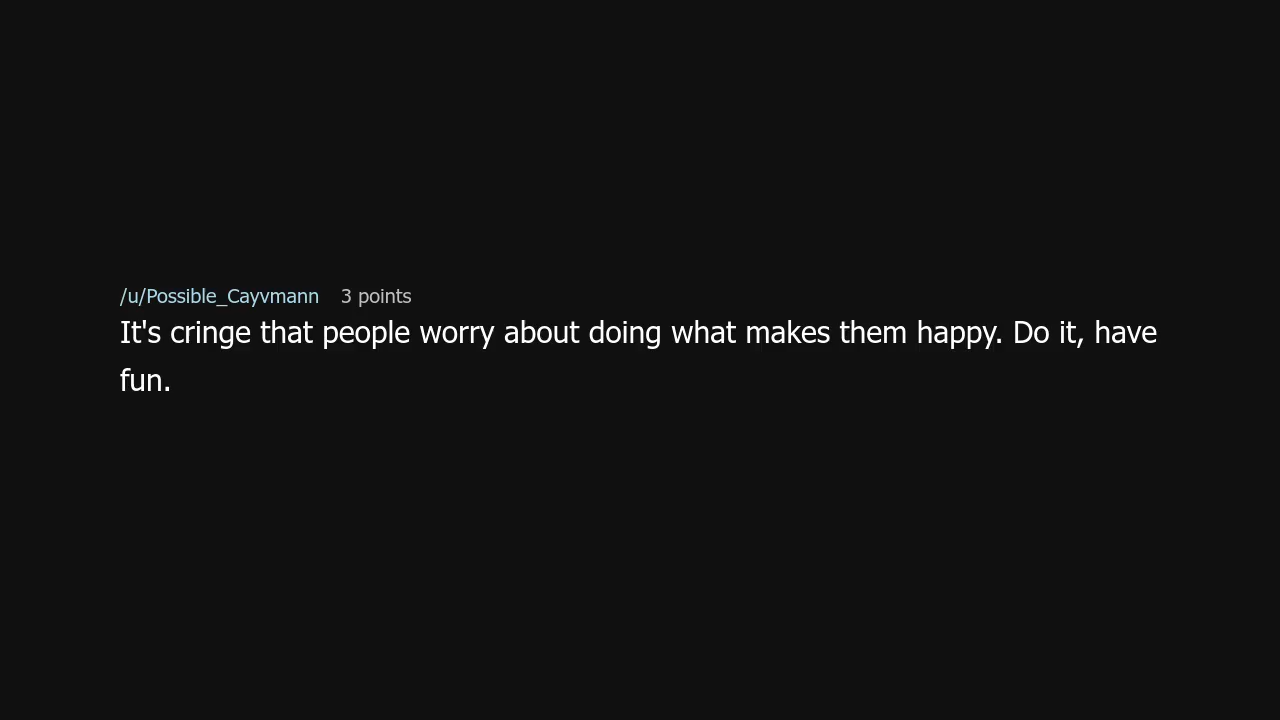 /u/Possible_Cayvmann 3 points
It's cringe that people worry about doing what makes them happy. Do it, have
fun.